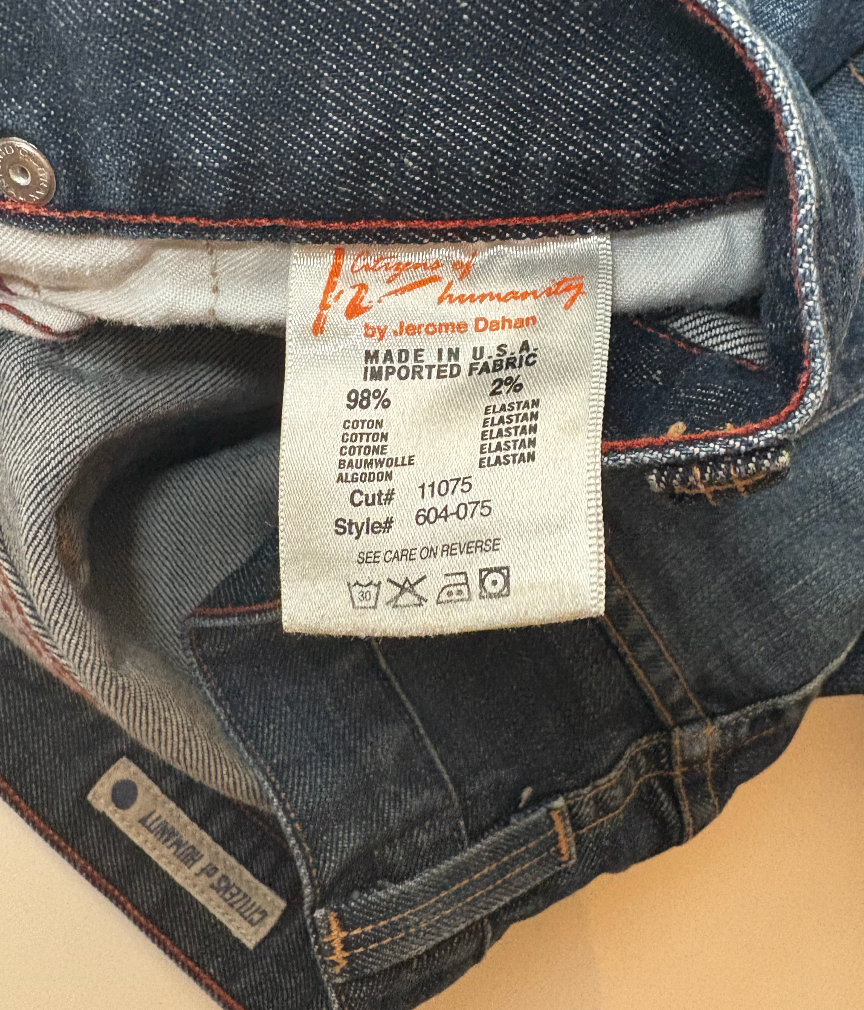 Citizens of
humanity
by Jerome Dahan
MADE IN U.S.A.
IMPORTED FABRIC
98% 2%
COTON ELASTAN
COTTON ELASTAN
COTONE ELASTAN
BAUMWOLLE ELASTAN
ALGODON ELASTAN
Cut# 11075
Style# 604-075
SEE CARE ON REVERSE
30
CITIZENS of HUMANITY